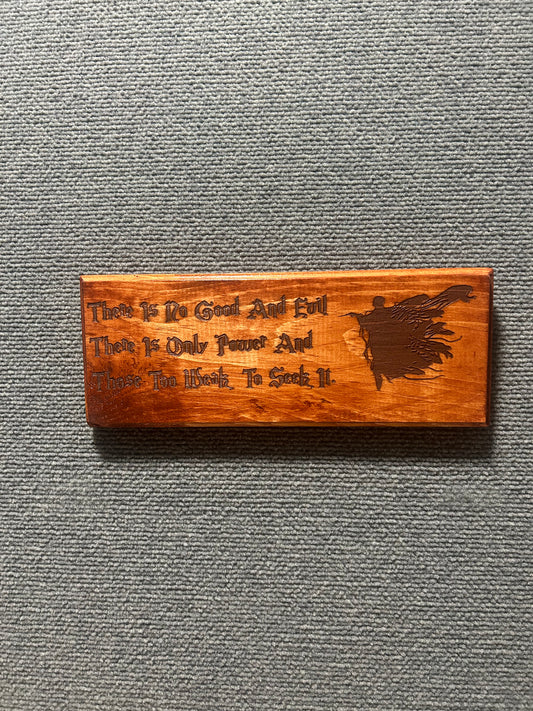 There Is No Good And Evil
There Is Only Power And
Those Too Weak To Seek It.